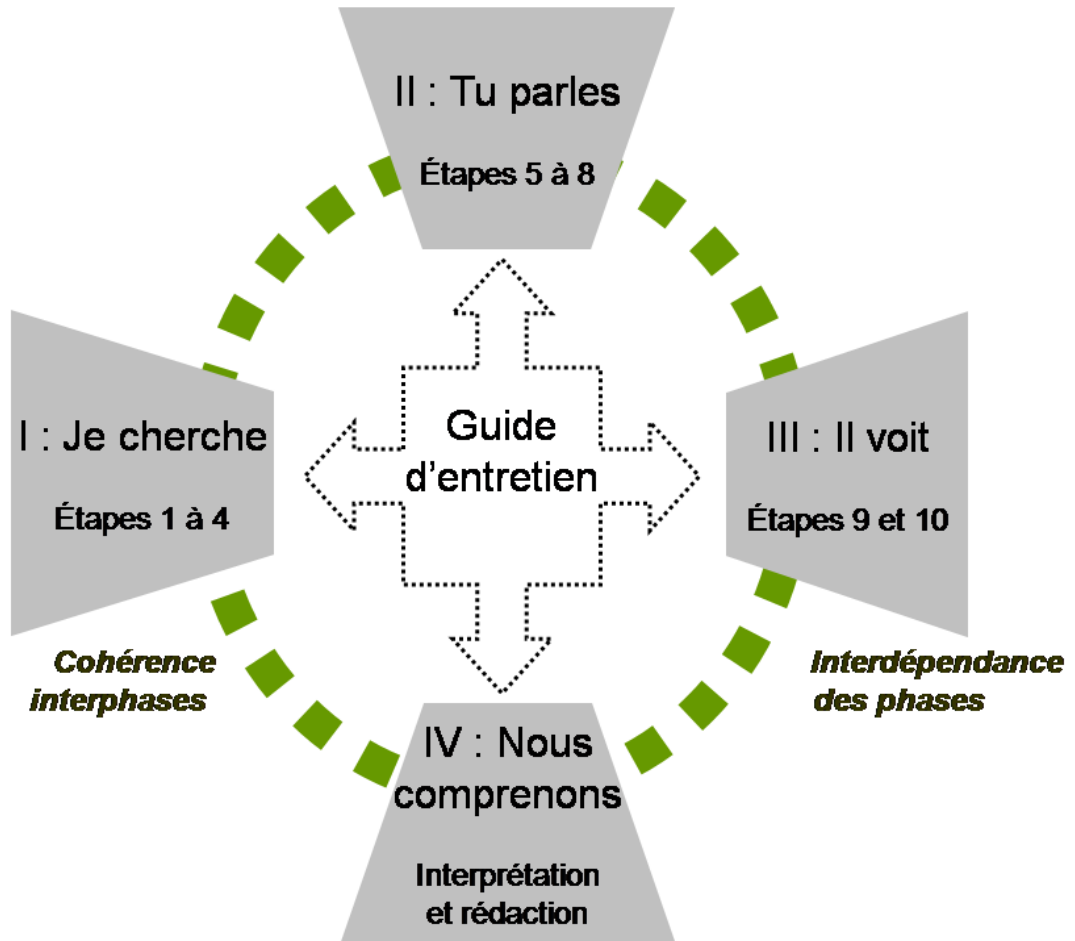 II : Tu parles
Étapes 5 à 8
I : Je cherche
Étapes 1 à 4
Guide
d'entretien
III : Il voit
Étapes 9 et 10
Cohérence
interphases
Interdépendance
des phases
IV : Nous
comprenons
Interprétation
et rédaction